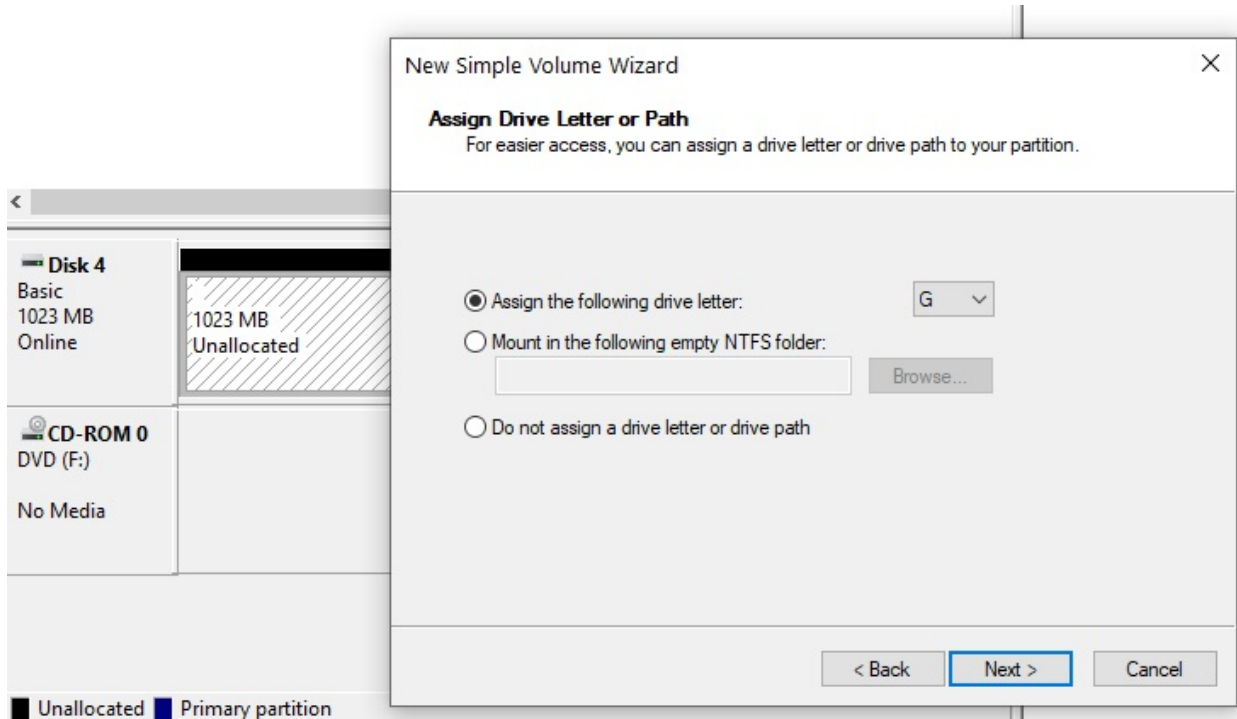 New Simple Volume Wizard
Assign Drive Letter or Path
For easier access, you can assign a drive letter or drive path to your partition.
Disk 4
Basic
1023 MB
Online
1023 MB
Unallocated
Assign the following drive letter: G
Mount in the following empty NTFS folder:
Browse...
Do not assign a drive letter or drive path
CD-ROM 0
DVD (F:)
No Media
< Back Next > Cancel
Unallocated Primary partition